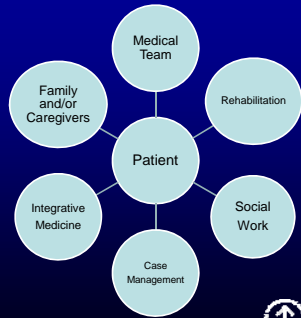 Medical
Team
Family
and/or
Caregivers
Rehabilitation
Patient
Integrative
Medicine
Social
Work
Case
Management